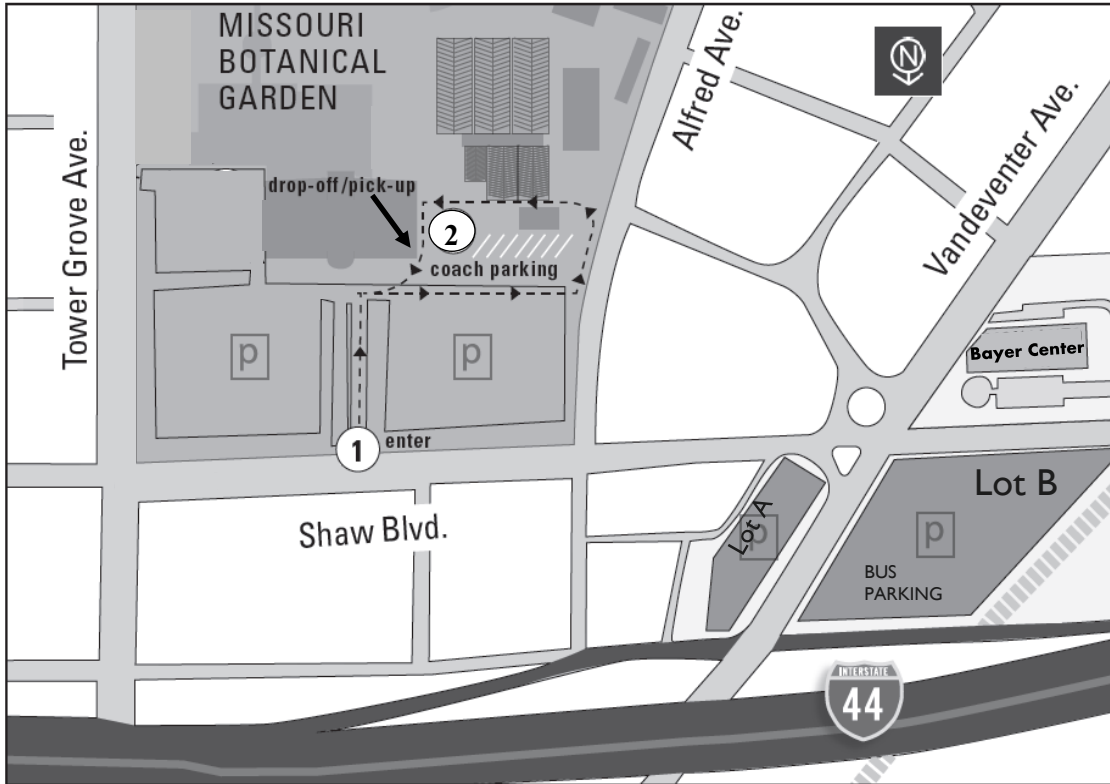 MISSOURI
BOTANICAL
GARDEN
Alfred Ave.
N
Vandeventer Ave.
Tower Grove Ave.
drop-off/pick-up
2
coach parking
p
p
Bayer Center
1
enter
Shaw Blvd.
Lot A
p
Lot B
p
BUS
PARKING
INTERSTATE
44